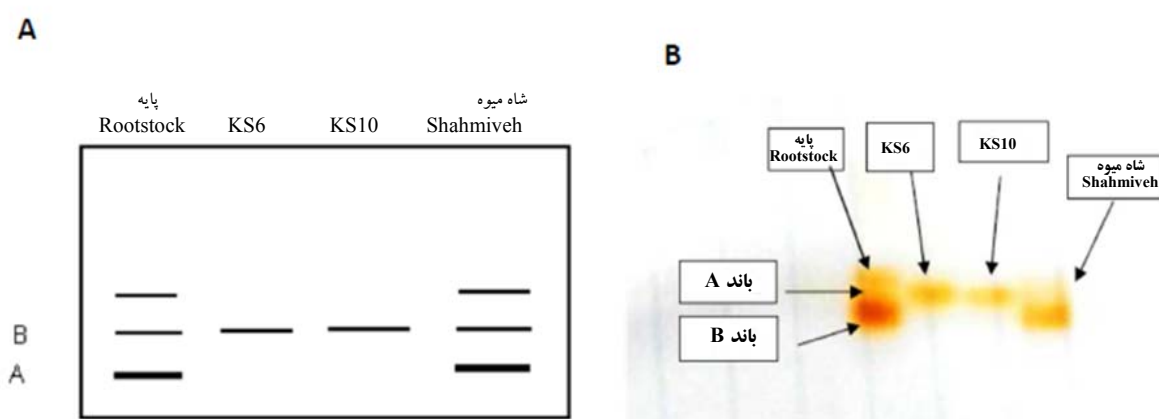 A
پایه
Rootstock
KS6
KS10
شاه میوه
Shahmiveh
B
A
B
پایه
Rootstock
KS6
KS10
شاه میوه
Shahmiveh
باند A
باند B